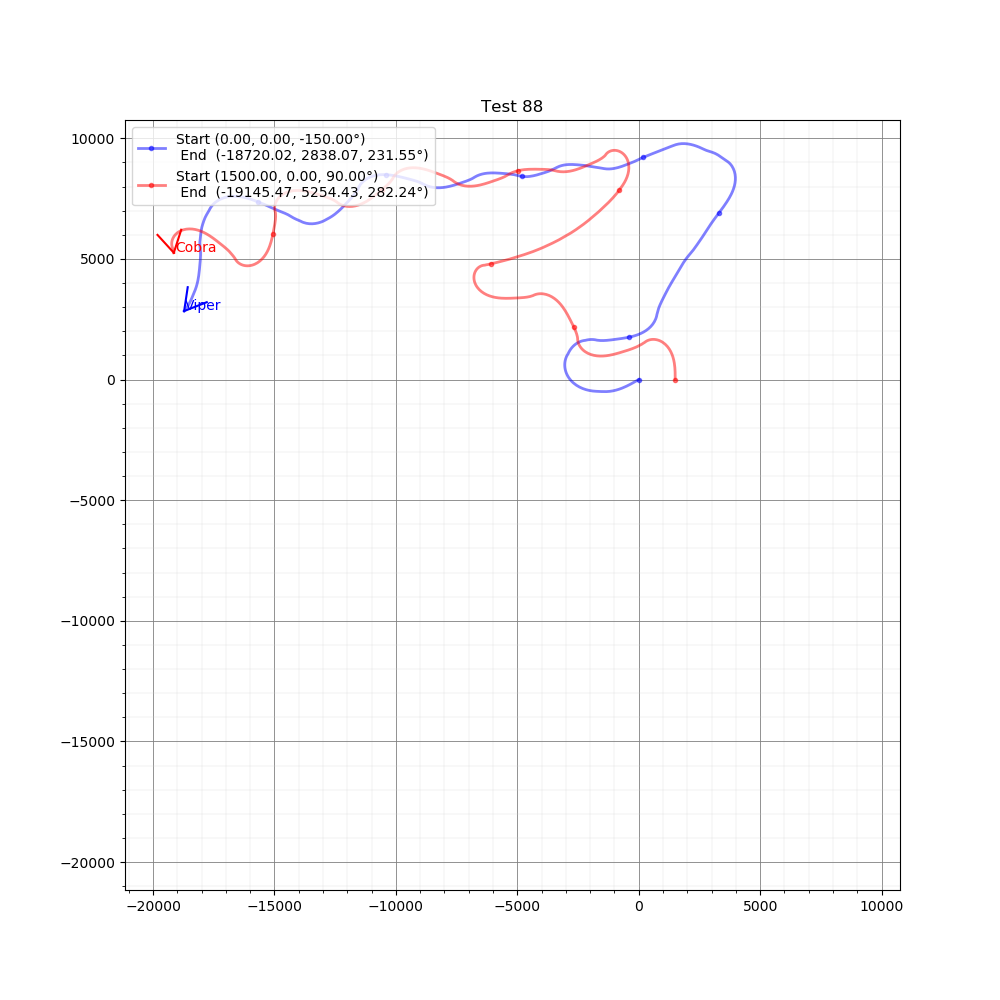 Test 88
Start (0.00, 0.00, -150.00°)
End  (-18720.02, 2838.07, 231.55°)
Start (1500.00, 0.00, 90.00°)
End  (-19145.47, 5254.43, 282.24°)
10000
5000
0
−5000
−10000
−15000
−20000
Cobra
Viper
−20000 −15000 −10000 −5000 0 5000 10000